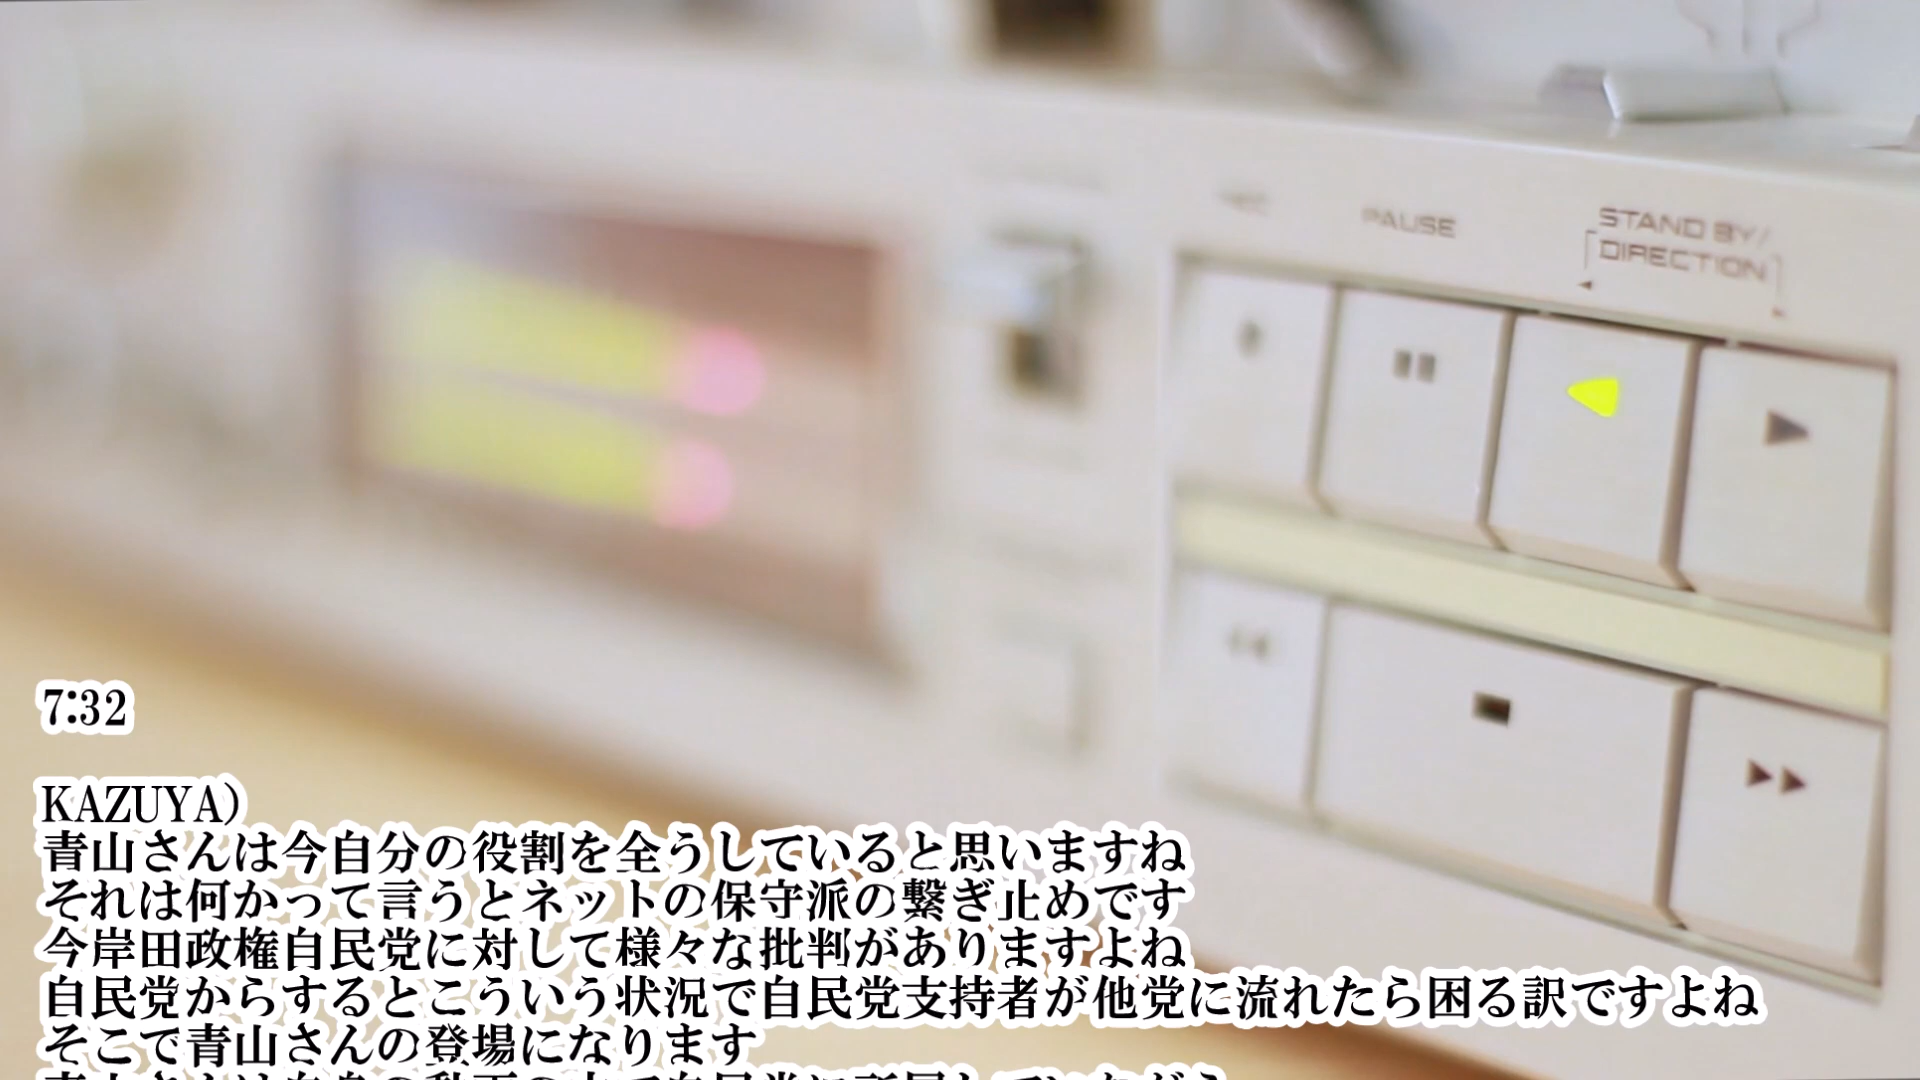 PAUSE
STAND BY/
DIRECTION
7:32
KAZUYA)
青山さんは今自分の役割を全うしていると思いますね
それは何かって言うとネットの保守派の繋ぎ止めです
今岸田政権自民党に対して様々な批判がありますよね
自民党からするとこういう状況で自民党支持者が他党に流れたら困る訳ですよね
そこで青山さんの登場になります